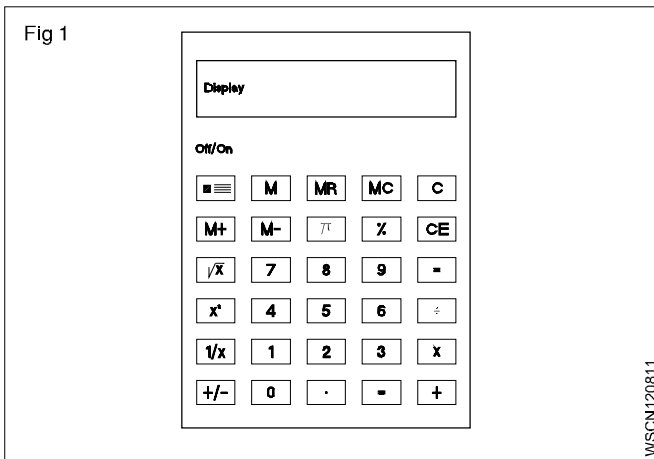 Fig 1
Display
Off/On
M MR MC C
M+ M- π % CE
√x 7 8 9 -
4 5 6 ÷
1/x 1 2 3 x
+/- 0 . = +
WSCN120811